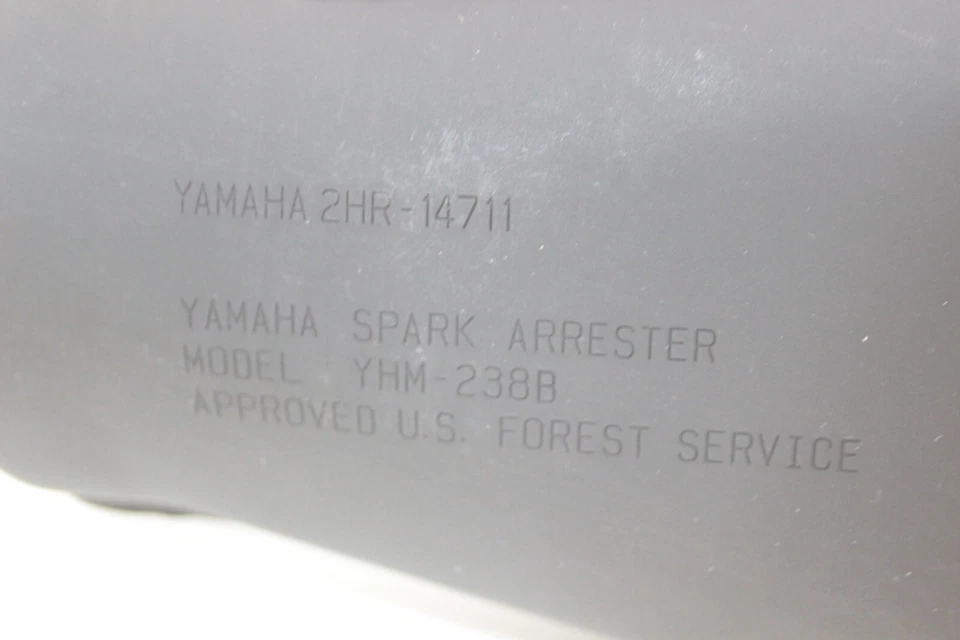 YAMAHA 2HR-14711
YAMAHA SPARK ARRESTER
MODEL YHM-238B
APPROVED U.S. FOREST SERVICE